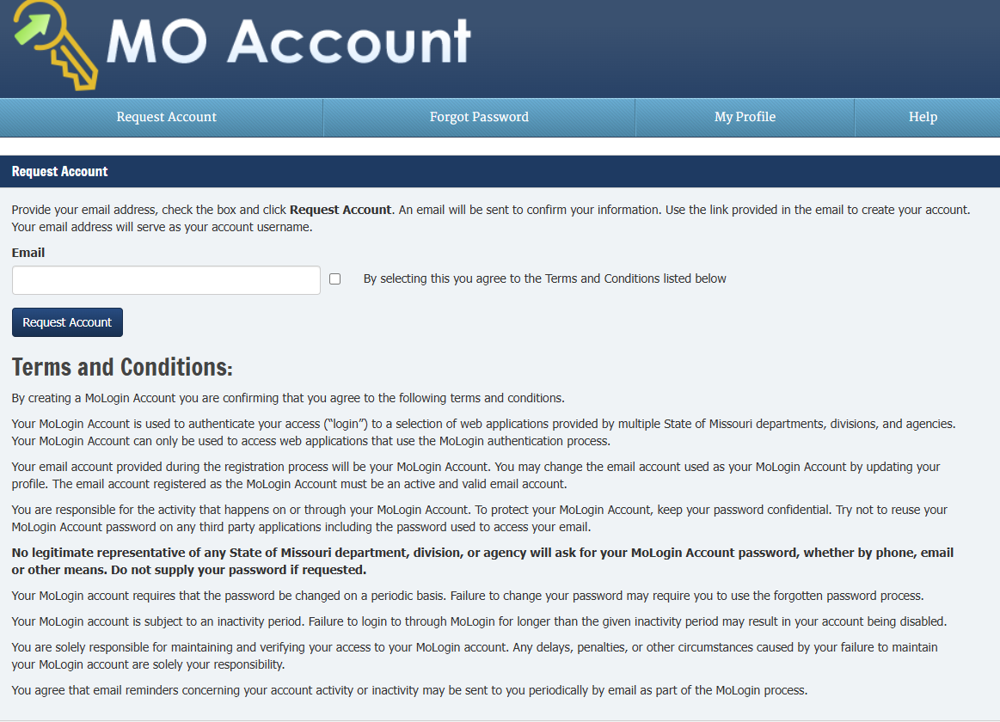 MO Account
Request Account
Forgot Password
My Profile
Help
Request Account
Provide your email address, check the box and click Request Account. An email will be sent to confirm your information. Use the link provided in the email to create your account.
Your email address will serve as your account username.
Email
By selecting this you agree to the Terms and Conditions listed below
Request Account
Terms and Conditions:
By creating a MoLogin Account you are confirming that you agree to the following terms and conditions.
Your MoLogin Account is used to authenticate your access (“login”) to a selection of web applications provided by multiple State of Missouri departments, divisions, and agencies.
Your MoLogin Account can only be used to access web applications that use the MoLogin authentication process.
Your email account provided during the registration process will be your MoLogin Account. You may change the email account used as your MoLogin Account by updating your
profile. The email account registered as the MoLogin Account must be an active and valid email account.
You are responsible for the activity that happens on or through your MoLogin Account. To protect your MoLogin Account, keep your password confidential. Try not to reuse your
MoLogin Account password on any third party applications including the password used to access your email.
No legitimate representative of any State of Missouri department, division, or agency will ask for your MoLogin Account password, whether by phone, email
or other means. Do not supply your password if requested.
Your MoLogin account requires that the password be changed on a periodic basis. Failure to change your password may require you to use the forgotten password process.
Your MoLogin account is subject to an inactivity period. Failure to login to through MoLogin for longer than the given inactivity period may result in your account being disabled.
You are solely responsible for maintaining and verifying your access to your MoLogin account. Any delays, penalties, or other circumstances caused by your failure to maintain
your MoLogin account are solely your responsibility.
You agree that email reminders concerning your account activity or inactivity may be sent to you periodically by email as part of the MoLogin process.